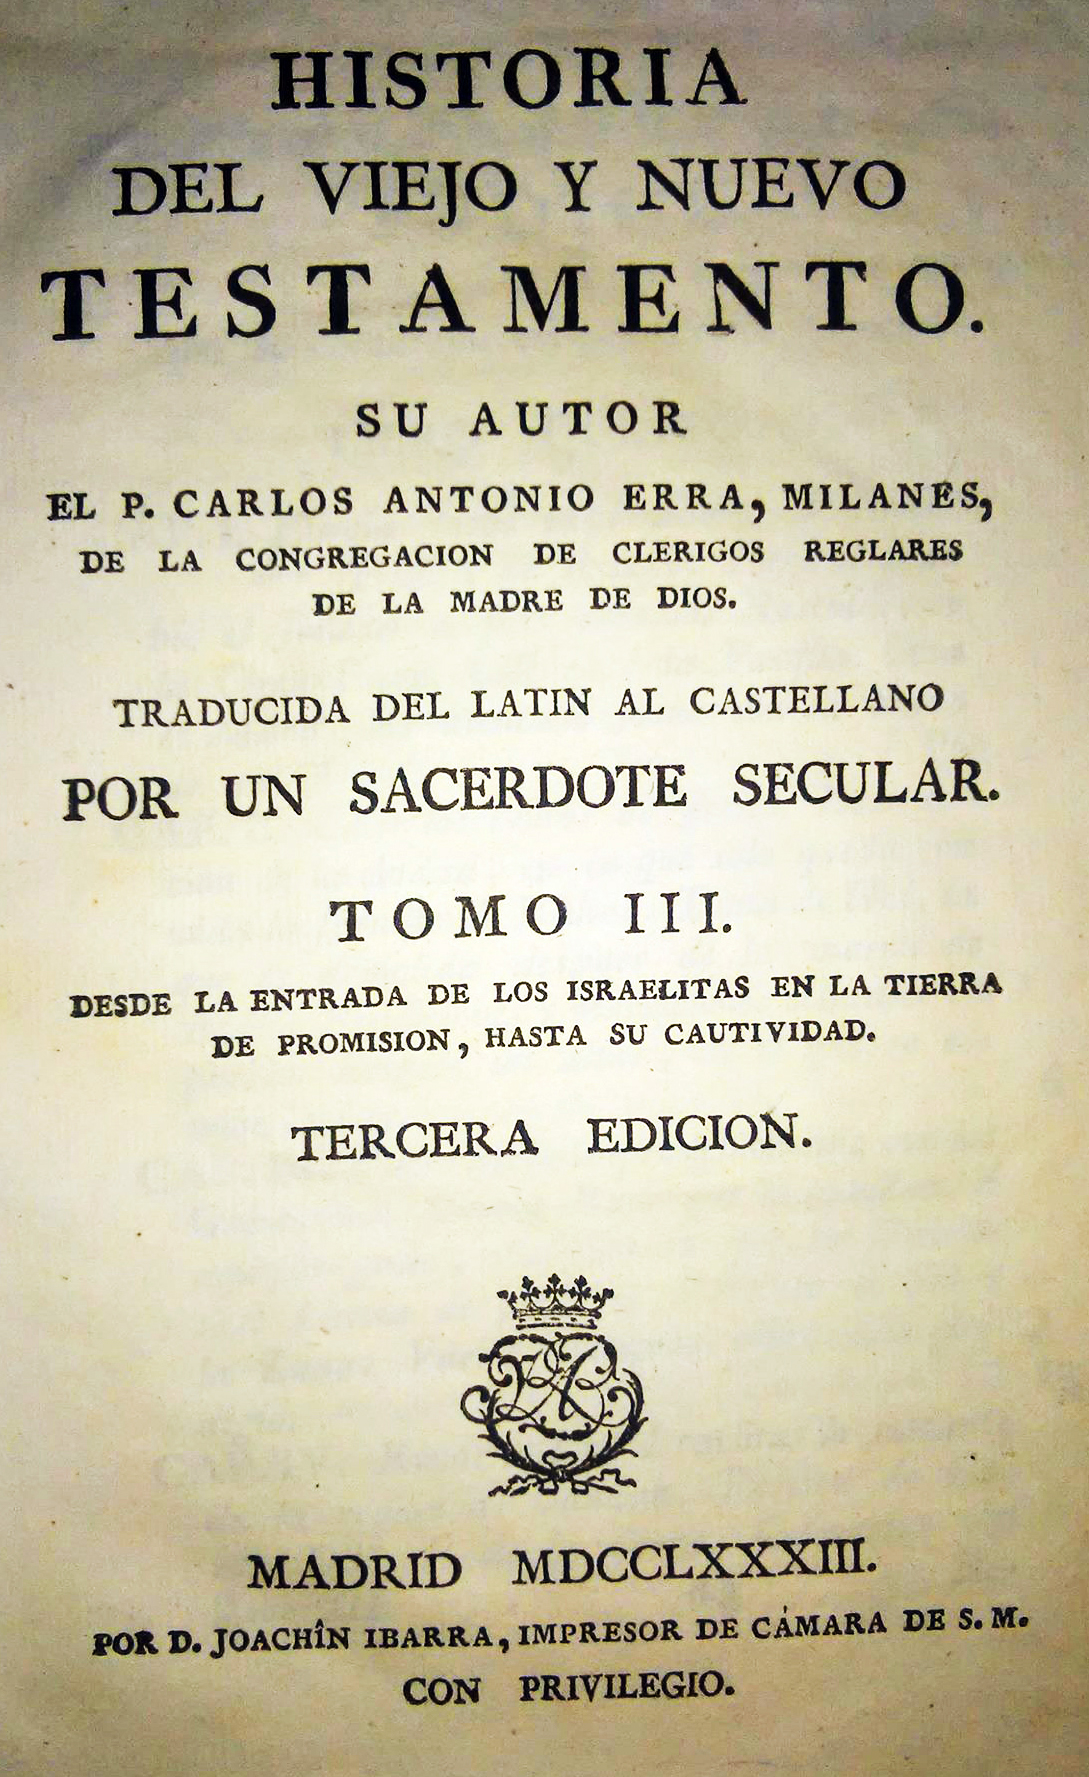 HISTORIA
DEL VIEJO Y NUEVO
TESTAMENTO.
SU AUTOR
EL P. CARLOS ANTONIO ERRA, MILANES,
DE LA CONGREGACION DE CLERIGOS REGLARES
DE LA MADRE DE DIOS.
TRADUCIDA DEL LATIN AL CASTELLANO
POR UN SACERDOTE SECULAR.
TOMO III.
DESDE LA ENTRADA DE LOS ISRAELITAS EN LA TIERRA
DE PROMISION, HASTA SU CAUTIVIDAD.
TERCERA EDICION.
MADRID MDCCLXXXIII.
POR D. JOACHÎN IBARRA, IMPRESOR DE CÁMARA DE S. M.
CON PRIVILEGIO.